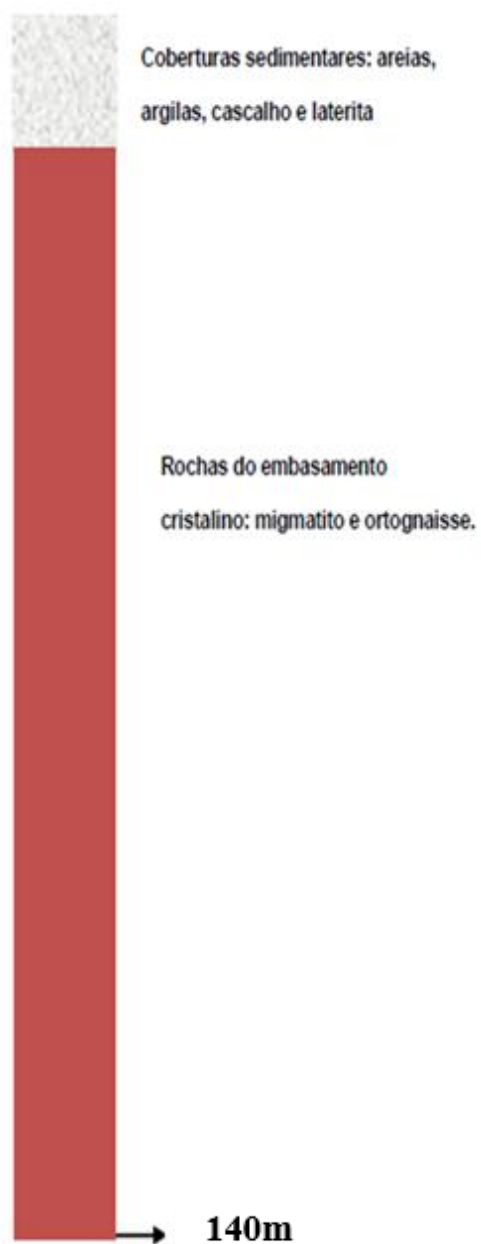 Coberturas sedimentares: areias,
argilas, cascalho e laterita
Rochas do embasamento
cristalino: migmatito e ortognaisse.
140m